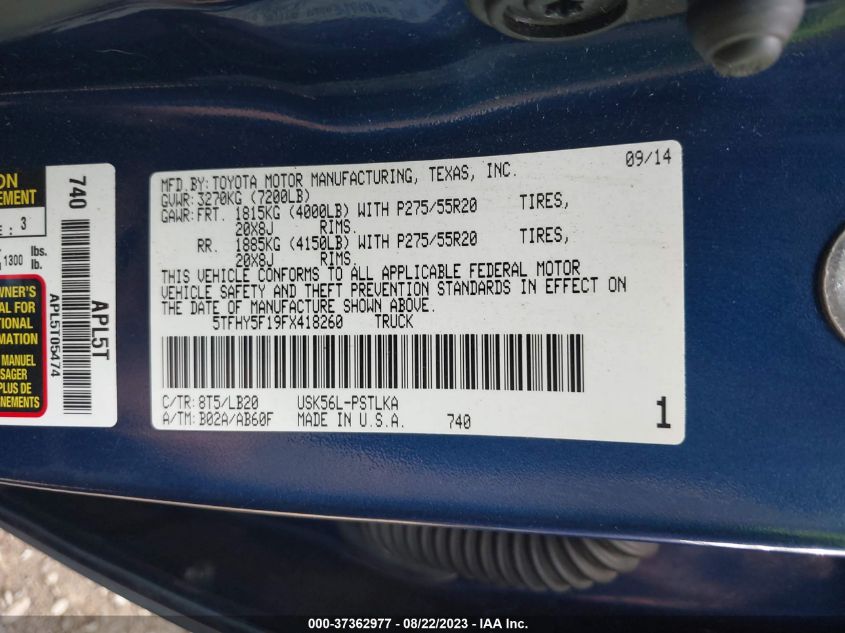 ON
EMENT
: 3
lbs.
1300 lb.
WNER'S
AL FOR
TIONAL
MATION
MANUEL
SAGER
PLUS DE
GNEMENTS
740
APL5T05474
APL5T
MFD.BY:TOYOTA MOTOR MANUFACTURING, TEXAS, INC. 09/14
GVWR:3270KG (7200LB)
GAWR:FRT. 1815KG (4000LB) WITH P275/55R20 TIRES,
20X8J RIMS.
RR. 1885KG (4150LB) WITH P275/55R20 TIRES,
20X8J RIMS.
THIS VEHICLE CONFORMS TO ALL APPLICABLE FEDERAL MOTOR
VEHICLE SAFETY AND THEFT PREVENTION STANDARDS IN EFFECT ON
THE DATE OF MANUFACTURE SHOWN ABOVE.
5TFHY5F19FX418260 TRUCK
C/TR:8T5/LB20 USK56L-PSTLKA
A/TM:B02A/AB60F MADE IN U.S.A. 740
1
000-37362977 - 08/22/2023 - IAA Inc.